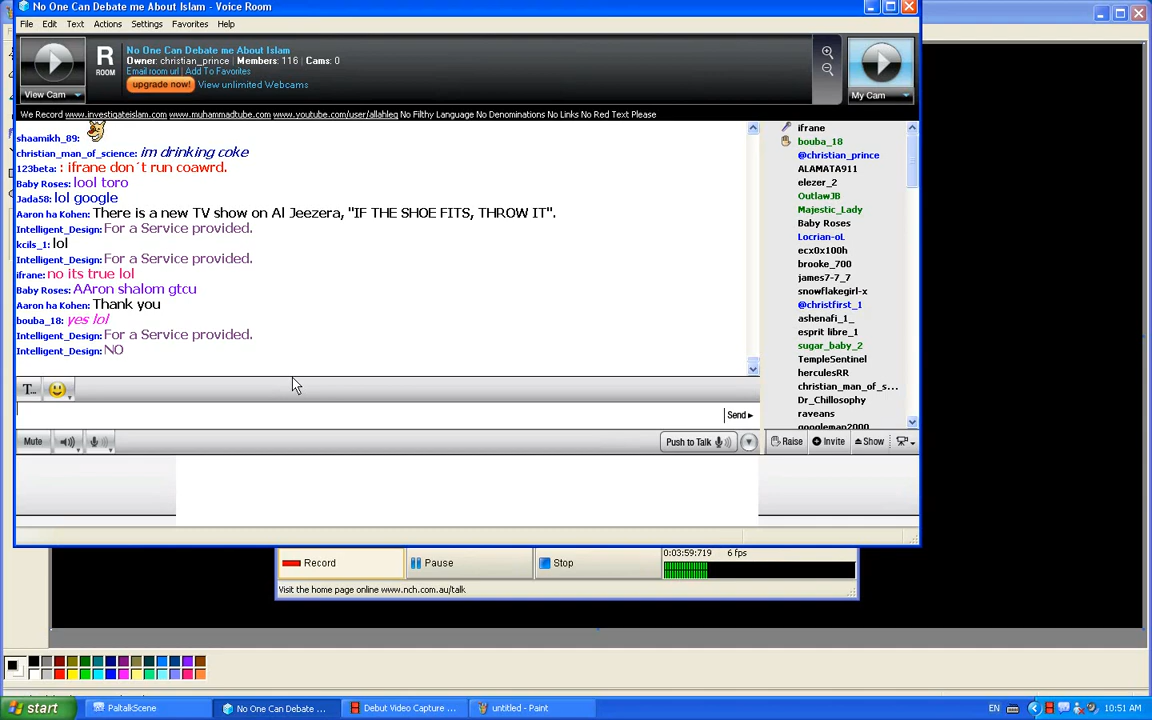 No One Can Debate me About Islam - Voice Room
File Edit Text Actions Settings Favorites Help
R
ROOM
No One Can Debate me About Islam
Owner: christian_prince | Members: 116 | Cams: 0
Email room url | Add To Favorites
upgrade now! View unlimited Webcams
View Cam
My Cam
We Record www.investigateislam.com www.muhammadtube.com www.youtube.com/user/allahleg No Filthy Language No Denominations No Links No Red Text Please
shaamikh_89:
christian_man_of_science: im drinking coke
123beta: : ifrane don´t run coawrd.
Baby Roses: lool toro
Jada58: lol google
Aaron ha Kohen: There is a new TV show on Al Jeezera, "IF THE SHOE FITS, THROW IT".
Intelligent_Design: For a Service provided.
kcils_1: lol
Intelligent_Design: For a Service provided.
ifrane: no its true lol
Baby Roses: AAron shalom gtcu
Aaron ha Kohen: Thank you
bouba_18: yes lol
Intelligent_Design: For a Service provided.
Intelligent_Design: NO
ifrane
bouba_18
@christian_prince
ALAMATA911
elezer_2
OutlawJB
Majestic_Lady
Baby Roses
Locrian-oL
ecx0x100h
brooke_700
james7-7_7
snowflakegirl-x
@christfirst_1
ashenafi_1_
esprit libre_1
sugar_baby_2
TempleSentinel
herculesRR
christian_man_of_s...
Dr_Chillosophy
raveans
googlemap2000
T...
Send
Mute
Push to Talk
Raise Invite Show
Record Pause Stop
0:03:59:719 6 fps
Visit the home page online www.nch.com.au/talk
start PaltalkScene No One Can Debate ... Debut Video Capture ... untitled - Paint EN 10:51 AM